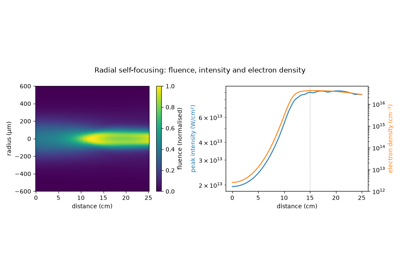 Radial self-focusing: fluence, intensity and electron density
600
400
200
0
−200
−400
−600
radius (μm)
0
5
10
15
20
25
distance (cm)
1.0
0.8
0.6
0.4
0.2
0.0
fluence (normalised)
peak intensity (W/cm²)
6 × 10¹³
4 × 10¹³
3 × 10¹³
2 × 10¹³
0
5
10
15
20
25
distance (cm)
10¹⁶
10¹⁵
10¹⁴
10¹³
10¹²
electron density (cm⁻³)